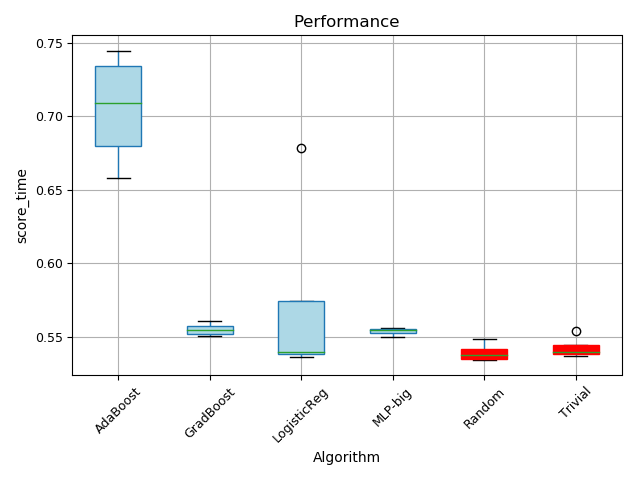 Performance
0.75
0.70
0.65
0.60
0.55
score_time
AdaBoost
GradBoost
LogisticReg
MLP-big
Random
Trivial
Algorithm